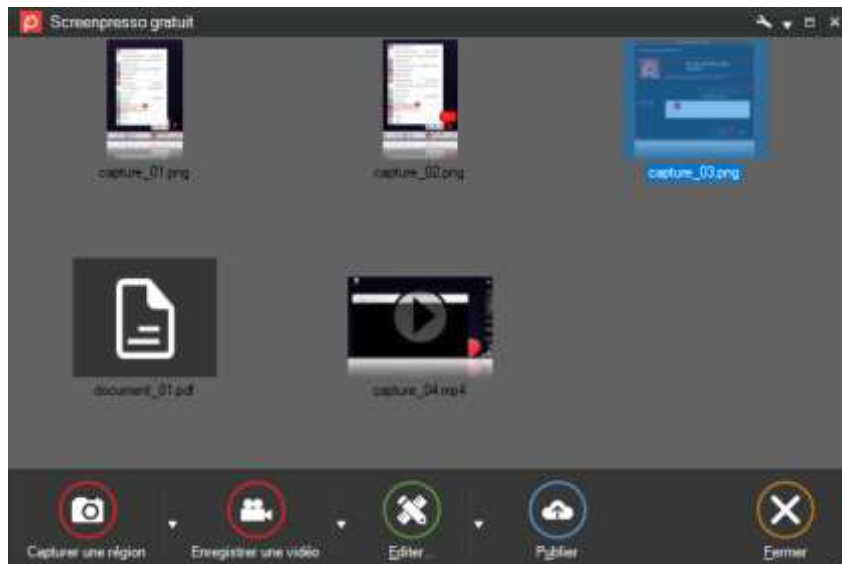 Screenpresso gratuit
capture_01.png
capture_02.png
capture_03.png
document_01.pdf
capture_04.mp4
Capturer une région
Enregistrer une vidéo
Editer...
Publier
Fermer